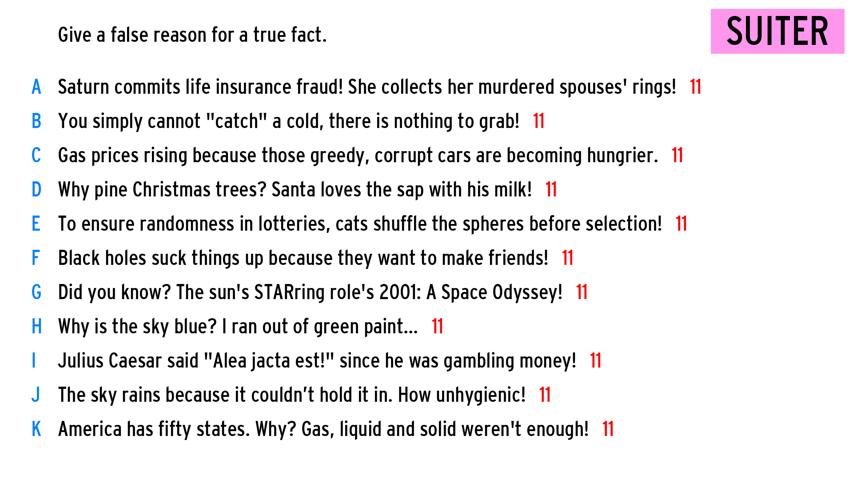 Give a false reason for a true fact.
SUITER
A Saturn commits life insurance fraud! She collects her murdered spouses' rings! 11
B You simply cannot "catch" a cold, there is nothing to grab! 11
C Gas prices rising because those greedy, corrupt cars are becoming hungrier. 11
D Why pine Christmas trees? Santa loves the sap with his milk! 11
E To ensure randomness in lotteries, cats shuffle the spheres before selection! 11
F Black holes suck things up because they want to make friends! 11
G Did you know? The sun's STARring role's 2001: A Space Odyssey! 11
H Why is the sky blue? I ran out of green paint... 11
I Julius Caesar said "Alea jacta est!" since he was gambling money! 11
J The sky rains because it couldn’t hold it in. How unhygienic! 11
K America has fifty states. Why? Gas, liquid and solid weren't enough! 11